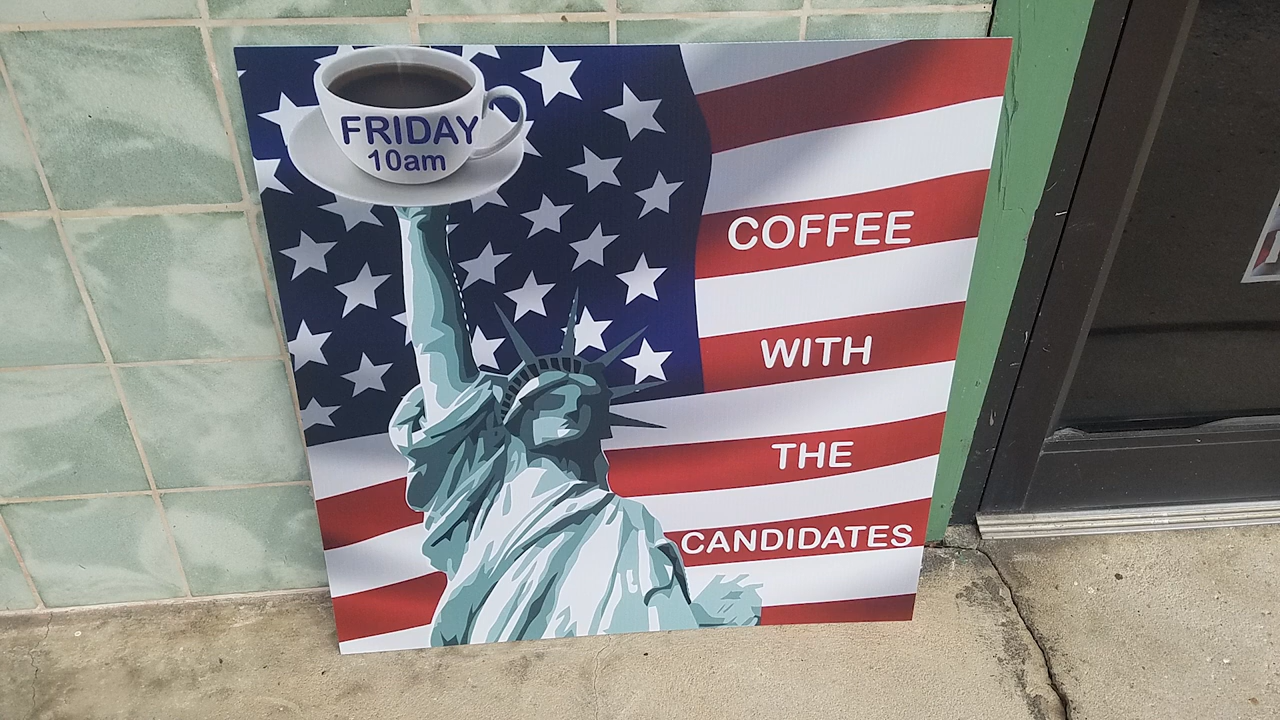 FRIDAY
10am
COFFEE
WITH
THE
CANDIDATES